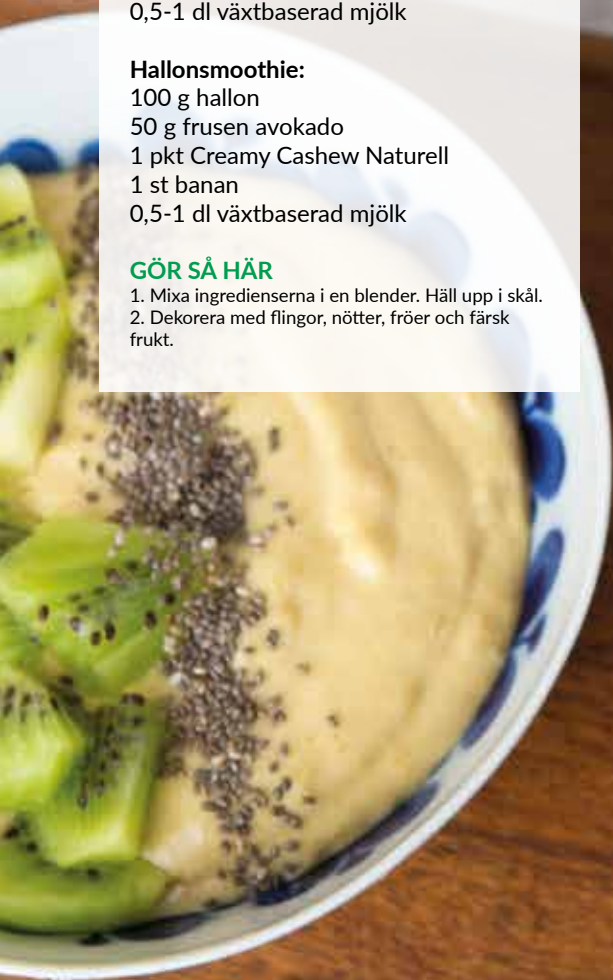 0,5-1 dl växtbaserad mjölk
Hallonsmoothie:
100 g hallon
50 g frusen avokado
1 pkt Creamy Cashew Naturell
1 st banan
0,5-1 dl växtbaserad mjölk
GÖR SÅ HÄR
1. Mixa ingredienserna i en blender. Häll upp i skål.
2. Dekorera med flingor, nötter, fröer och färsk
frukt.